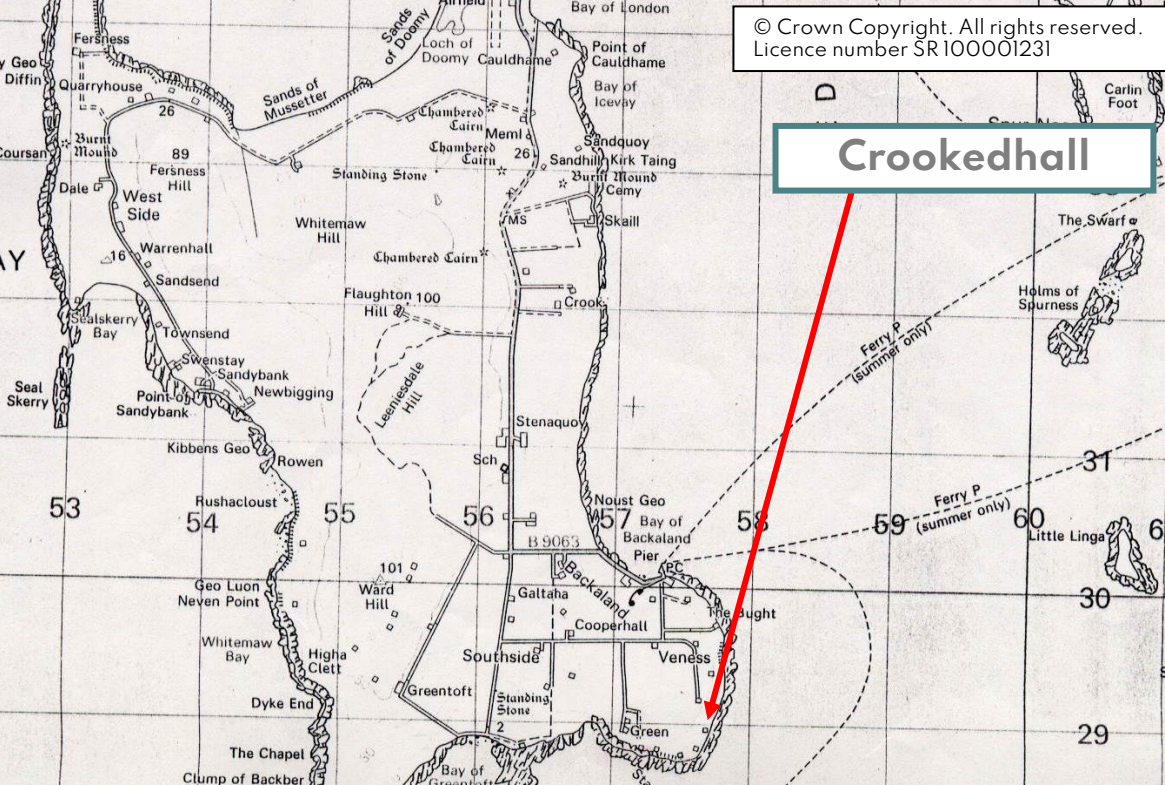 Airfield
Bay of London
© Crown Copyright. All rights reserved.
Licence number SR100001231
Sands
of Doomy
Loch of
Doomy
Cauldhame
Point of
Cauldhame
Bay of
Icevay
Fersness
Geo
Diffin
Quarryhouse
26
Sands of
Mussetter
Chambered
Cairn
Meml
Chambered
Cairn
26
Sandquoy
Sandhill
Kirk Taing
Burnt Mound
Cemy
D
Carlin
Foot
Crookedhall
Burnt
Mound
Coursan
89
Fersness
Hill
Dale
West
Side
Standing Stone
Whitemaw
Hill
MS
Skaill
The Swarf
Warrenhall
16
Sandsend
Chambered Cairn
Flaughton 100
Hill
Crook
Holms of
Spurness
Sealskerry
Bay
Townsend
Swenstay
Sandybank
Newbigging
Seal
Skerry
Point of
Sandybank
Leeniesdale
Hill
Ferry P
(summer only)
Kibbens Geo
Rowen
Stenaquo
Sch
31
Rushacloust
53
54
55
56
57
58
59
60
Noust Geo
Bay of
Backaland
Pier
Ferry P
(summer only)
Little Linga
B 9063
PC
Geo Luon
Neven Point
101
Ward
Hill
Backaland
Galtaha
Cooperhall
The Bught
30
Whitemaw
Bay
Higha
Clett
Southside
Veness
Dyke End
Greentoft
Standing
Stone
2
Green
29
The Chapel
Clump of Backber
Bay of
Greentoft